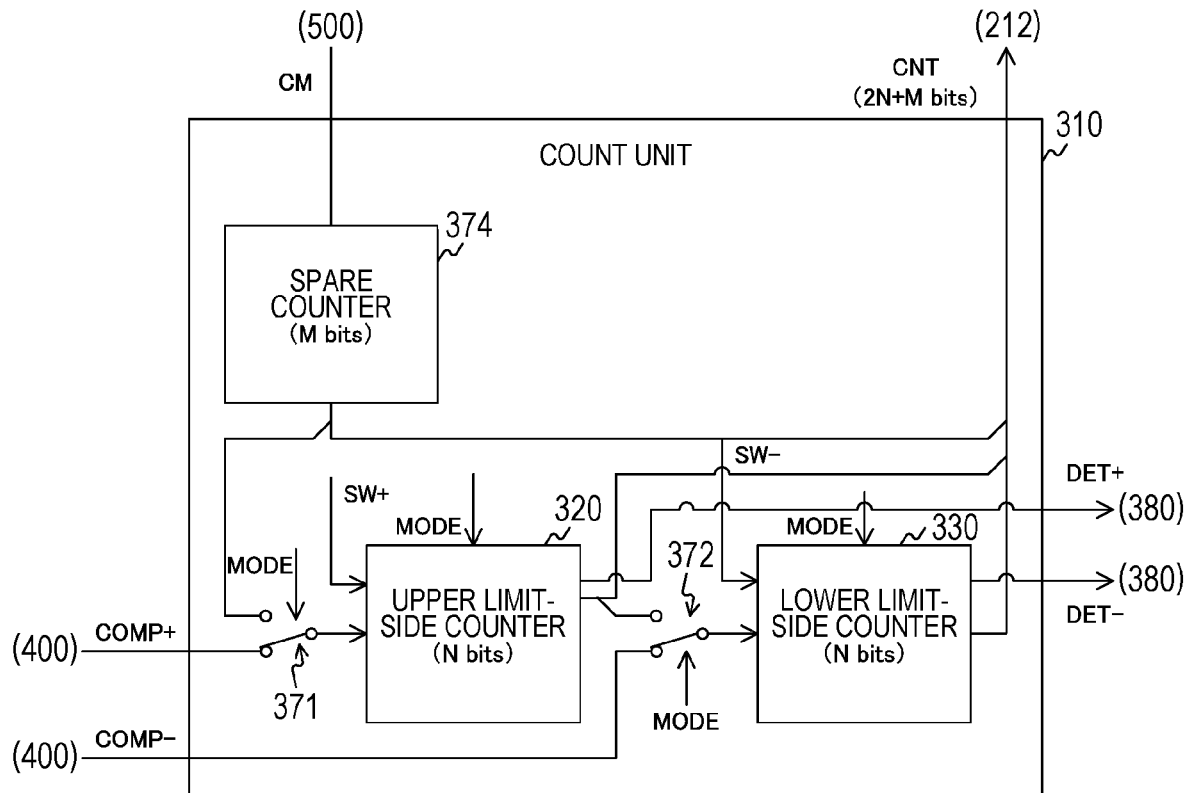 (500)
(212)
CM
CNT
(2N+M bits)
310
COUNT UNIT
374
SPARE
COUNTER
(M bits)
SW+
SW-
DET+
(380)
MODE
320
MODE
330
MODE
372
(380)
DET-
UPPER LIMIT-
SIDE COUNTER
(N bits)
LOWER LIMIT-
SIDE COUNTER
(N bits)
(400)
COMP+
371
MODE
(400)
COMP-